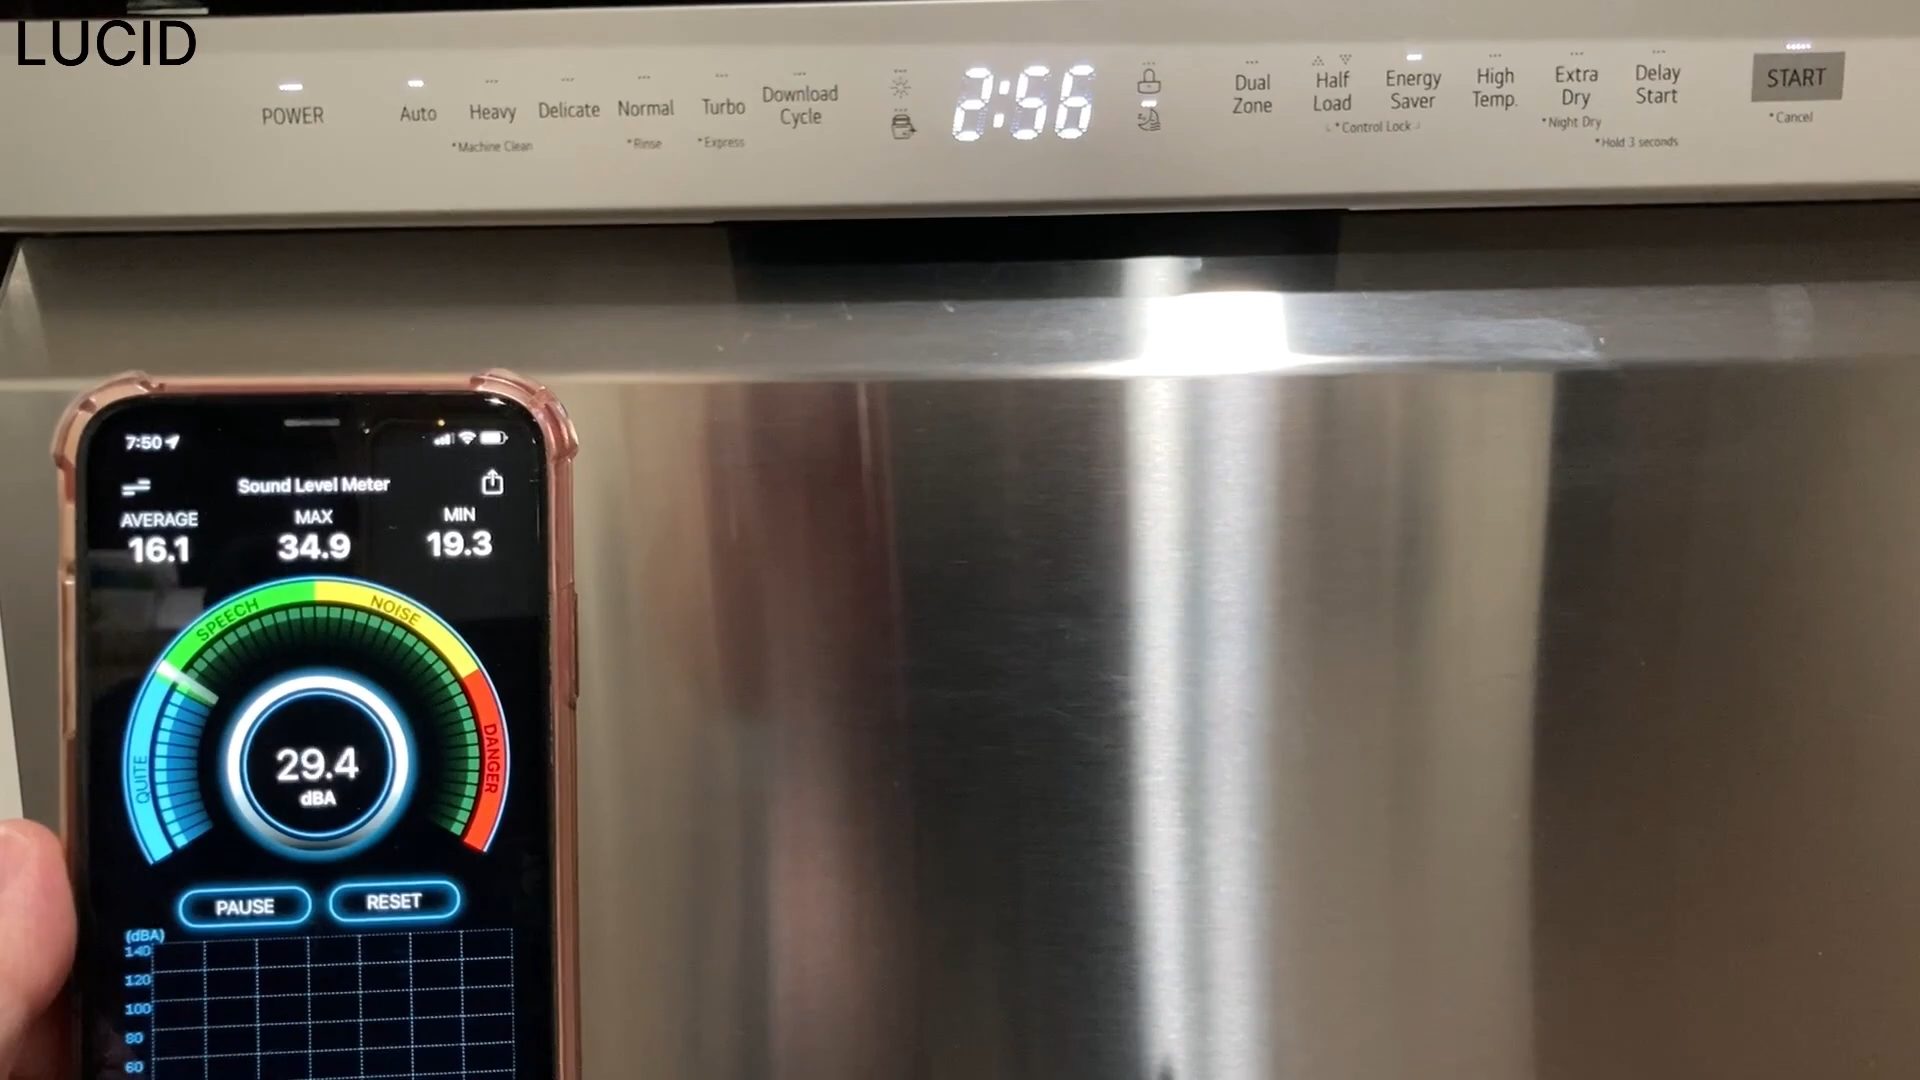 LUCID
POWER
Auto
Heavy
*Machine Clean
Delicate
Normal
*Rinse
Turbo
*Express
Download
Cycle
2:56
Dual
Zone
Half
Load
Energy
Saver
*Control Lock
High
Temp.
Extra
Dry
*Night Dry
Delay
Start
*Hold 3 seconds
START
*Cancel
7:50
Sound Level Meter
AVERAGE
16.1
MAX
34.9
MIN
19.3
QUITE
SPEECH
NOISE
DANGER
29.4
dBA
PAUSE
RESET
(dBA)
140
120
100
80
60